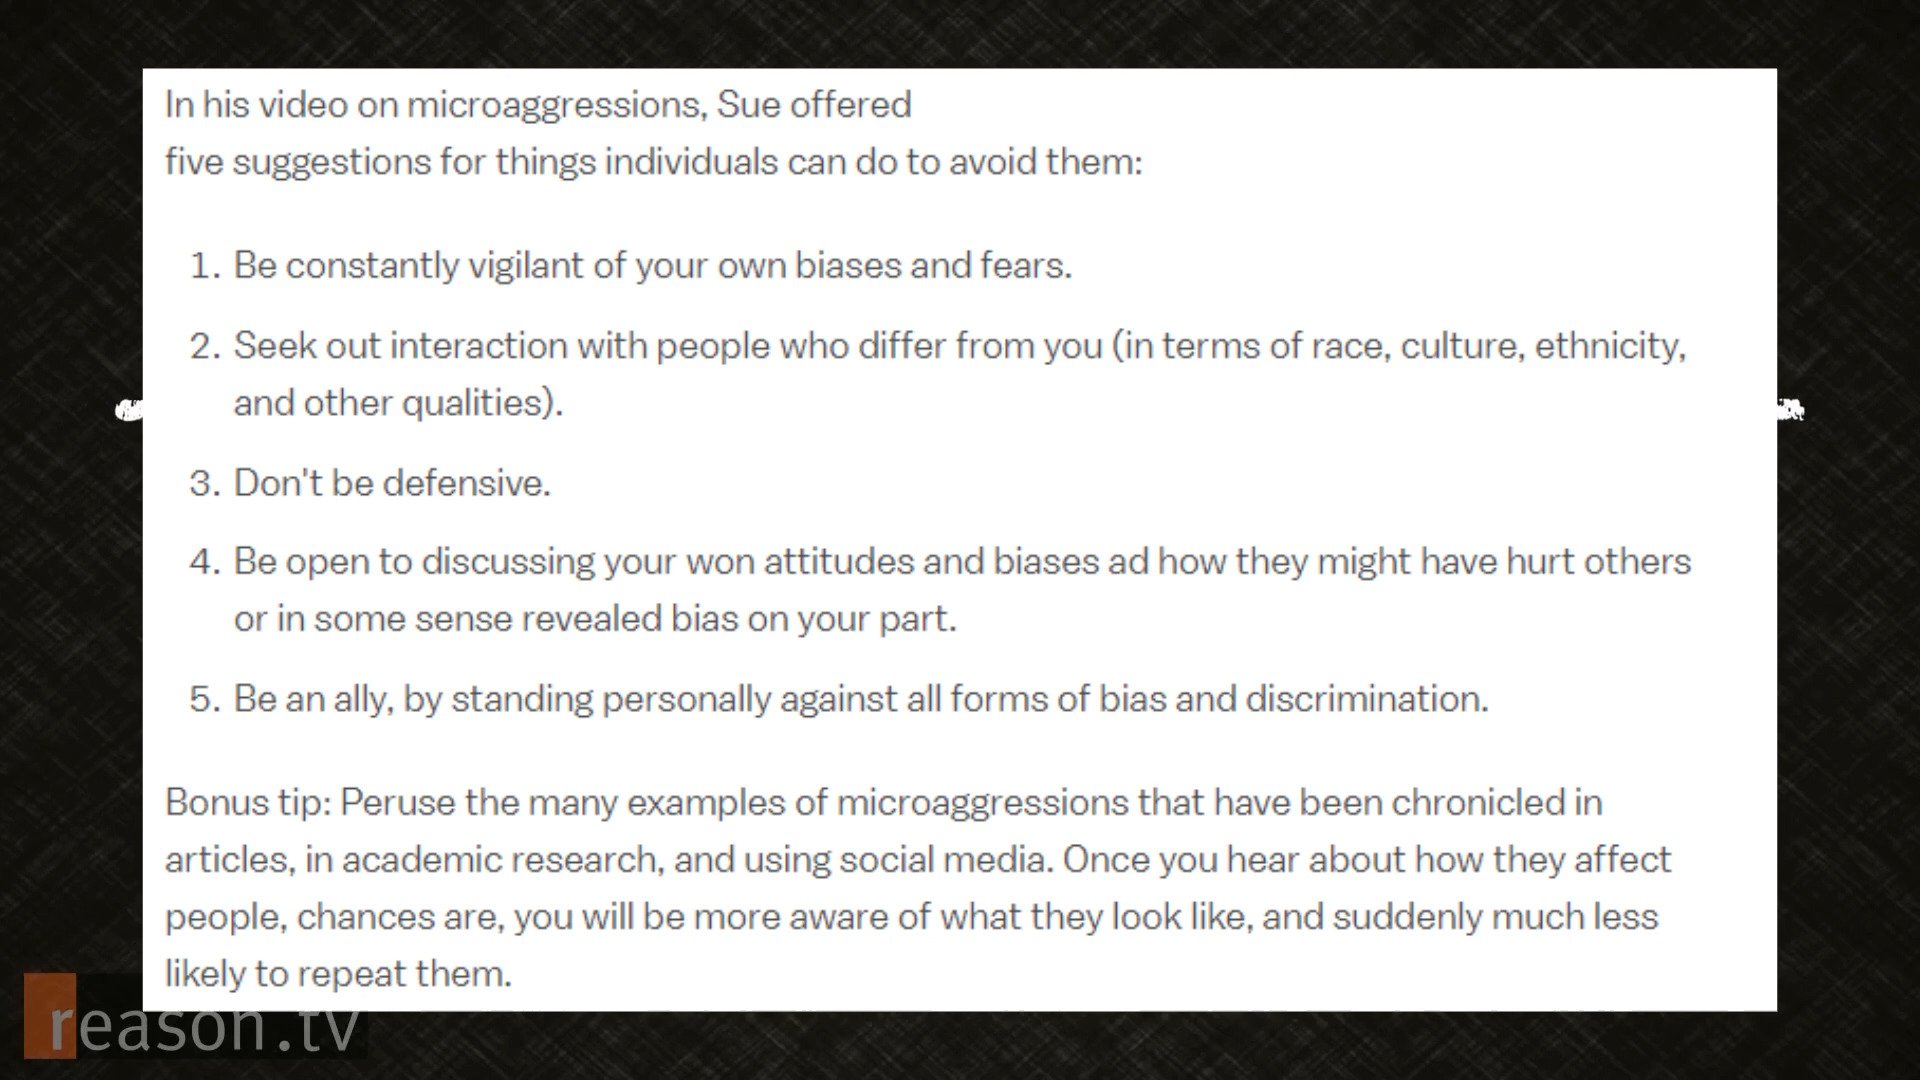 In his video on microaggressions, Sue offered
five suggestions for things individuals can do to avoid them:
1. Be constantly vigilant of your own biases and fears.
2. Seek out interaction with people who differ from you (in terms of race, culture, ethnicity,
and other qualities).
3. Don't be defensive.
4. Be open to discussing your won attitudes and biases ad how they might have hurt others
or in some sense revealed bias on your part.
5. Be an ally, by standing personally against all forms of bias and discrimination.
Bonus tip: Peruse the many examples of microaggressions that have been chronicled in
articles, in academic research, and using social media. Once you hear about how they affect
people, chances are, you will be more aware of what they look like, and suddenly much less
likely to repeat them.
reason.tv